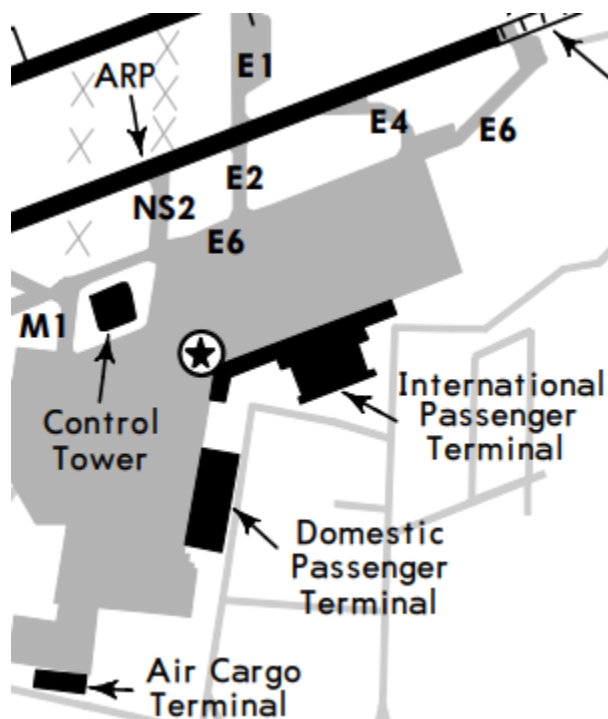 E1
ARP
E4
E6
E2
NS2
E6
M1
Control
Tower
International
Passenger
Terminal
Domestic
Passenger
Terminal
Air Cargo
Terminal